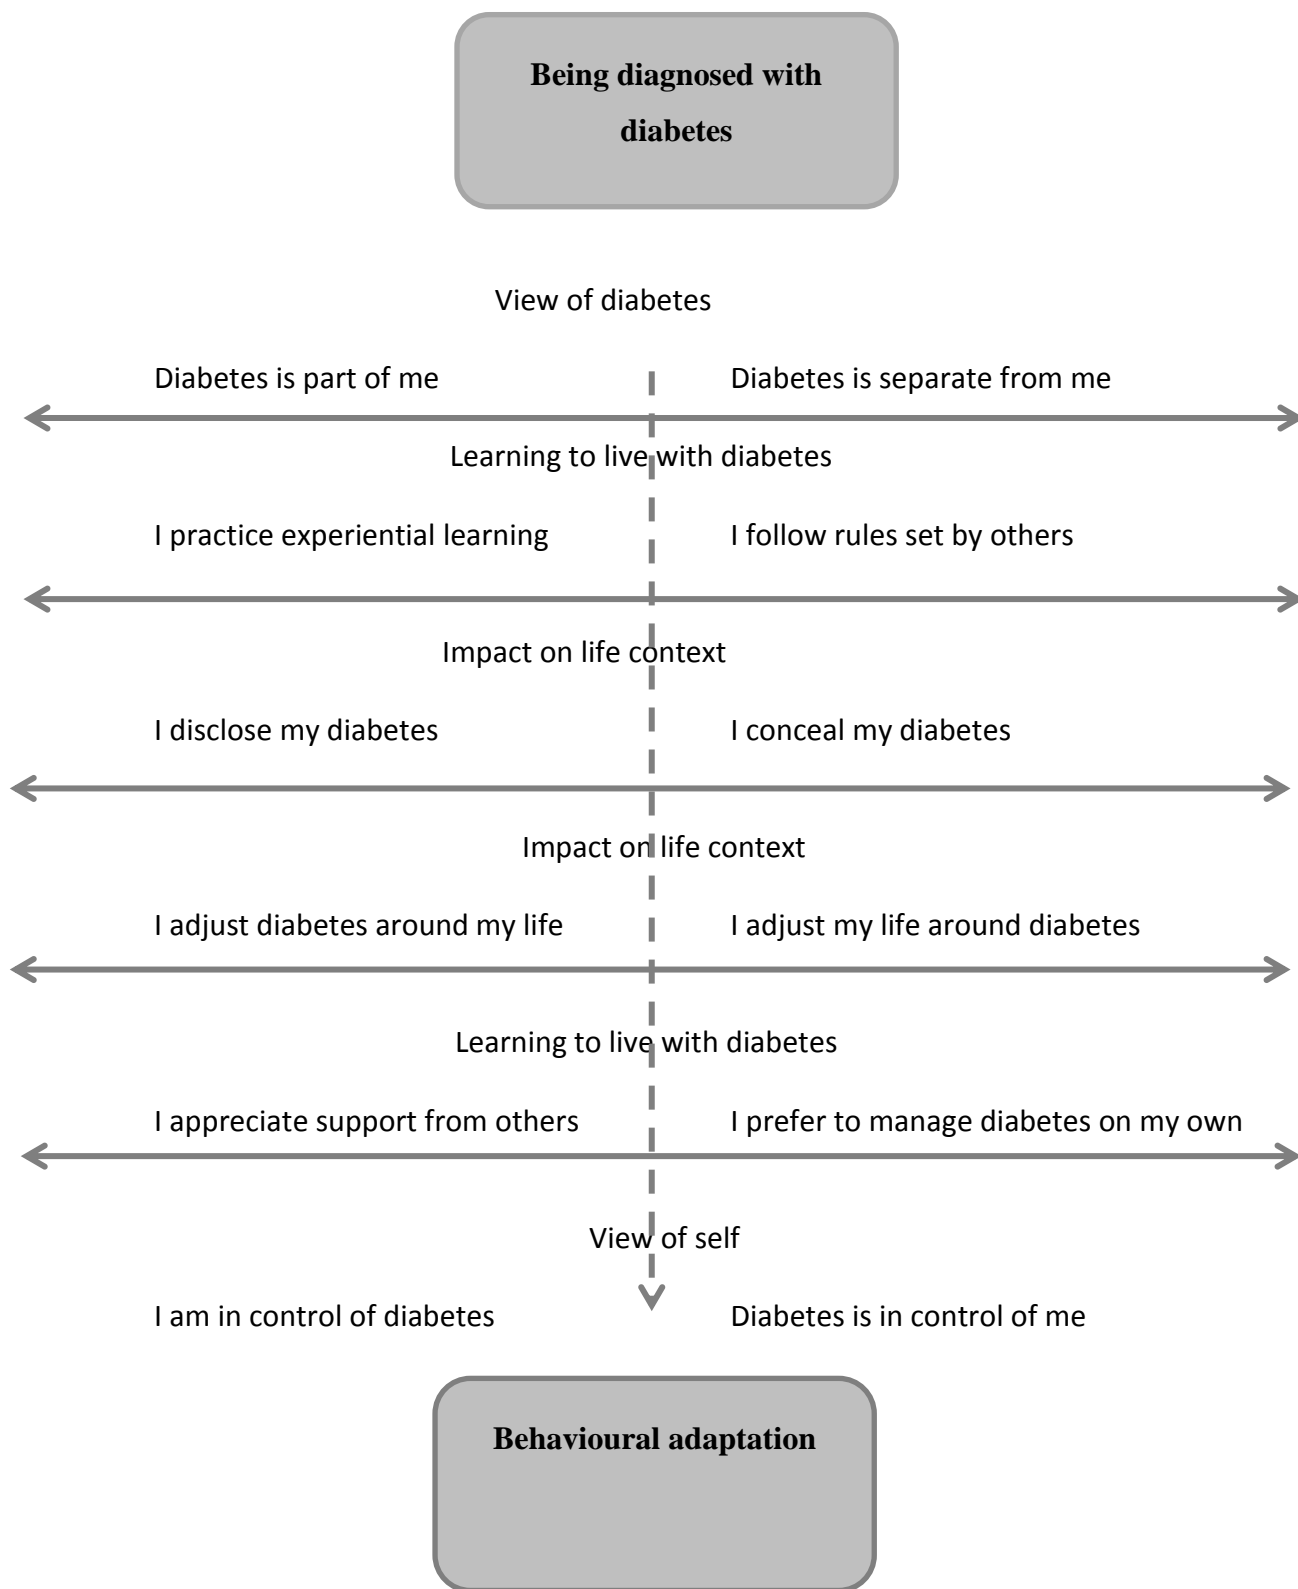 Being diagnosed with
diabetes
View of diabetes
Diabetes is part of me
Diabetes is separate from me
Learning to live with diabetes
I practice experiential learning
I follow rules set by others
Impact on life context
I disclose my diabetes
I conceal my diabetes
Impact on life context
I adjust diabetes around my life
I adjust my life around diabetes
Learning to live with diabetes
I appreciate support from others
I prefer to manage diabetes on my own
View of self
I am in control of diabetes
Diabetes is in control of me
Behavioural adaptation